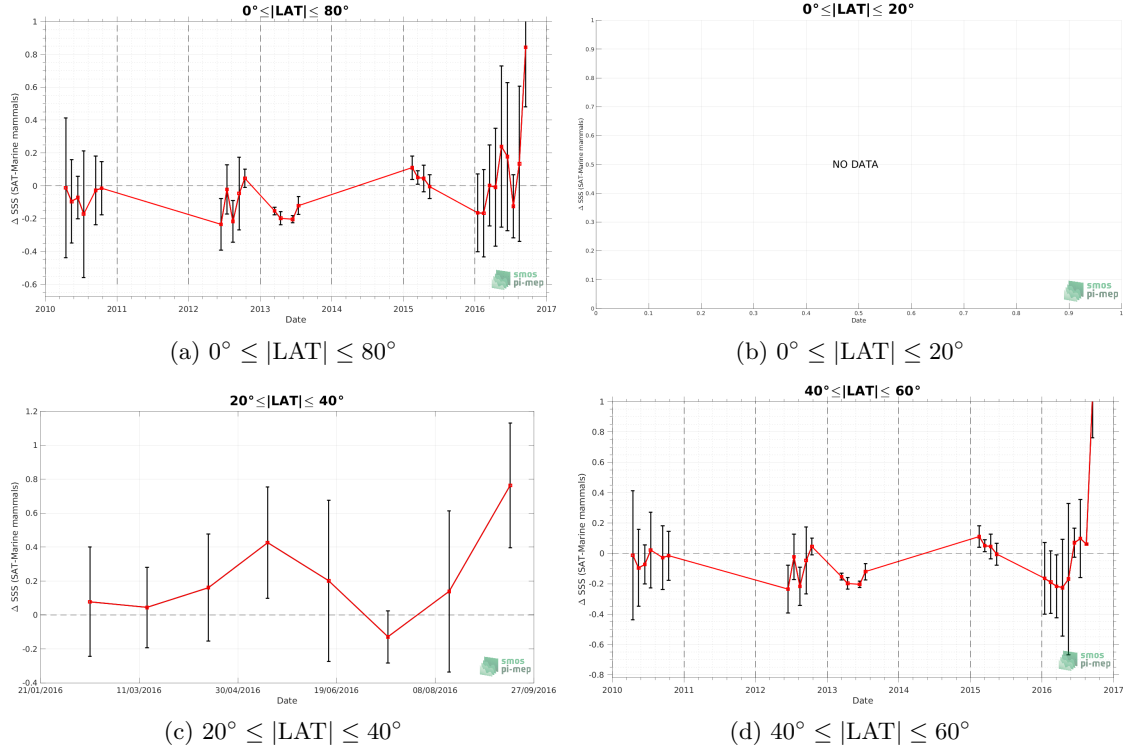 0°≤|LAT|≤ 80°
1
0.8
0.6
0.4
0.2
0
-0.2
-0.4
-0.6
Δ SSS (SAT-Marine mammals)
2010 2011 2012 2013 2014 2015 2016 2017
Date
smos
pi-mep
(a) 0° ≤ |LAT| ≤ 80°
0°≤|LAT|≤ 20°
1
0.9
0.8
0.7
0.6
0.5
0.4
0.3
0.2
0.1
0
Δ SSS (SAT-Marine mammals)
NO DATA
0 0.1 0.2 0.3 0.4 0.5 0.6 0.7 0.8 0.9 1
Date
smos
pi-mep
(b) 0° ≤ |LAT| ≤ 20°
20°≤|LAT|≤ 40°
1.2
1
0.8
0.6
0.4
0.2
0
-0.2
-0.4
Δ SSS (SAT-Marine mammals)
21/01/2016 11/03/2016 30/04/2016 19/06/2016 08/08/2016 27/09/2016
Date
smos
pi-mep
(c) 20° ≤ |LAT| ≤ 40°
40°≤|LAT|≤ 60°
1
0.8
0.6
0.4
0.2
0
-0.2
-0.4
-0.6
-0.8
Δ SSS (SAT-Marine mammals)
2010 2011 2012 2013 2014 2015 2016 2017
Date
smos
pi-mep
(d) 40° ≤ |LAT| ≤ 60°